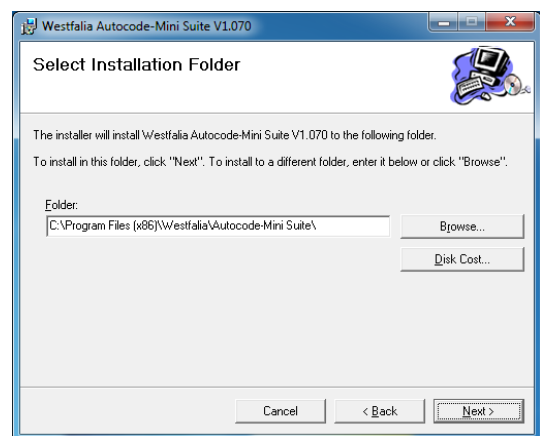 Westfalia Autocode-Mini Suite V1.070
Select Installation Folder
The installer will install Westfalia Autocode-Mini Suite V1.070 to the following folder.
To install in this folder, click "Next". To install to a different folder, enter it below or click "Browse".
Folder:
C:\Program Files (x86)\Westfalia\Autocode-Mini Suite\
Browse...
Disk Cost...
Cancel
< Back
Next >